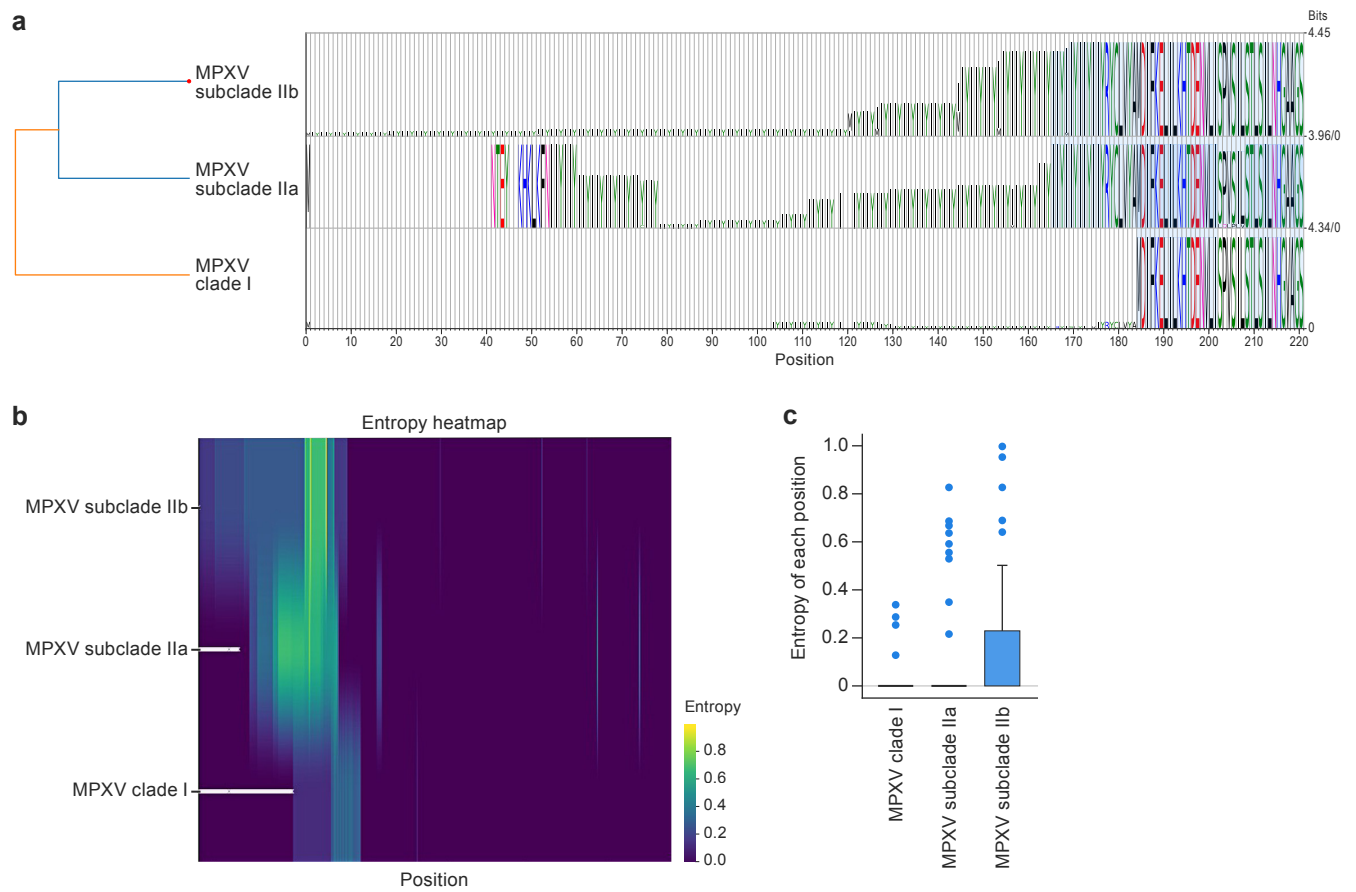 a
Bits
4.45
MPXV
subclade IIb
3.96/0
MPXV
subclade IIa
4.34/0
MPXV
clade I
0
0 10 20 30 40 50 60 70 80 90 100 110 120 130 140 150 160 170 180 190 200 210 220
Position
b
Entropy heatmap
MPXV subclade IIb
MPXV subclade IIa
MPXV clade I
Position
Entropy
0.8
0.6
0.4
0.2
0.0
c
1.0
0.8
0.6
0.4
0.2
0
Entropy of each position
MPXV clade I
MPXV subclade IIa
MPXV subclade IIb